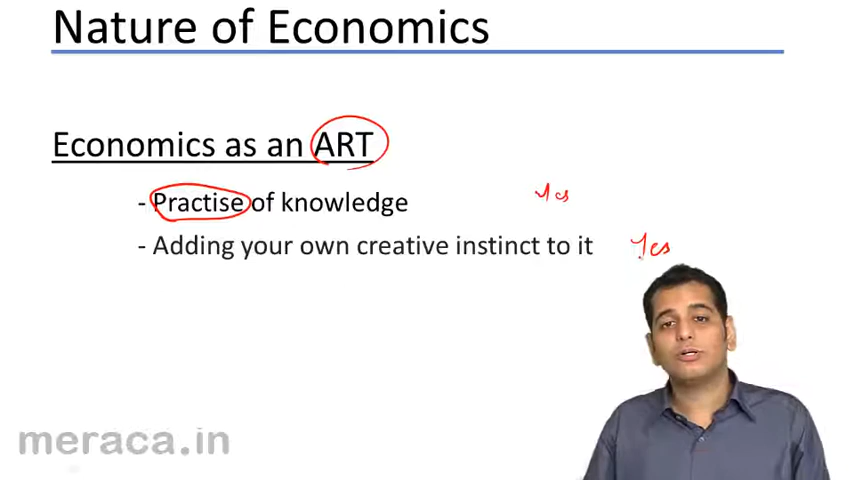 Nature of Economics
Economics as an ART
- Practise of knowledge Yes
- Adding your own creative instinct to it Yes
meraca.in